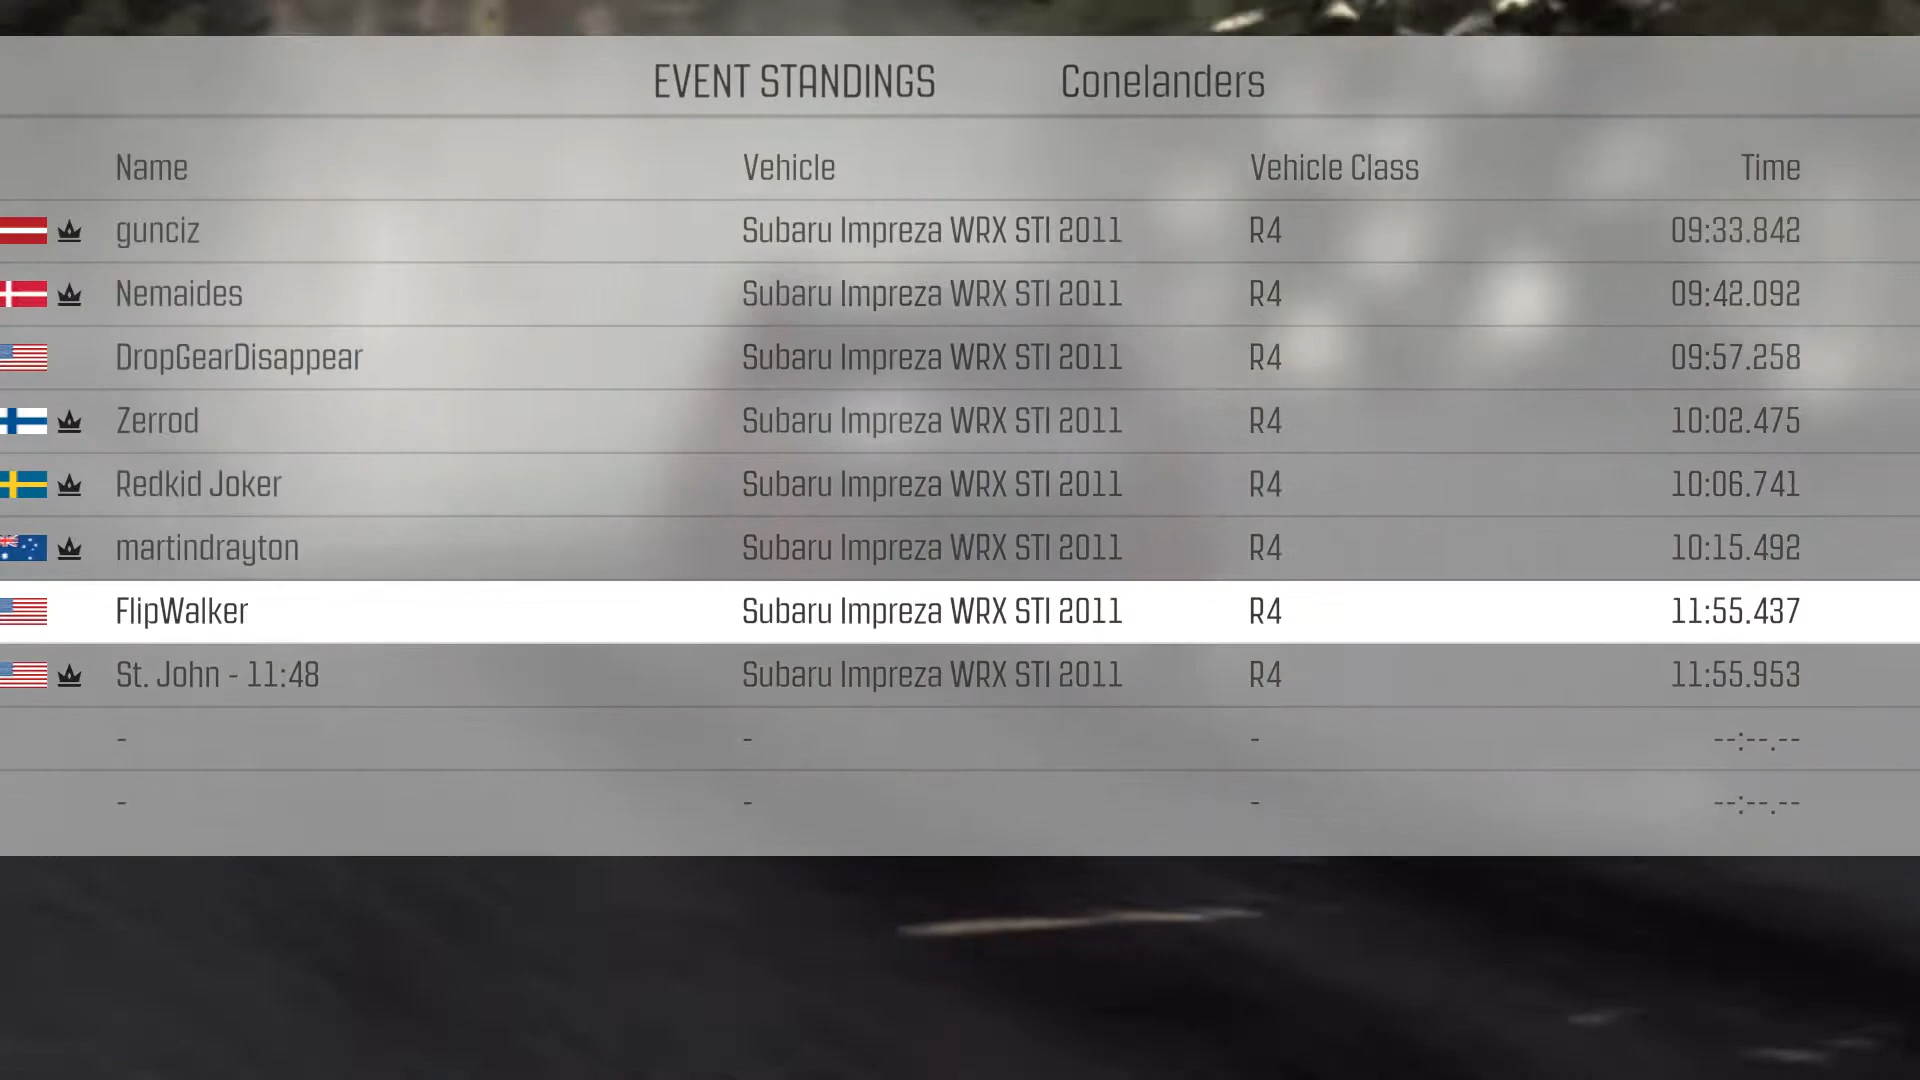 EVENT STANDINGS Conelanders
Name Vehicle Vehicle Class Time
gunciz Subaru Impreza WRX STI 2011 R4 09:33.842
Nemaides Subaru Impreza WRX STI 2011 R4 09:42.092
DropGearDisappear Subaru Impreza WRX STI 2011 R4 09:57.258
Zerrod Subaru Impreza WRX STI 2011 R4 10:02.475
Redkid Joker Subaru Impreza WRX STI 2011 R4 10:06.741
martindrayton Subaru Impreza WRX STI 2011 R4 10:15.492
FlipWalker Subaru Impreza WRX STI 2011 R4 11:55.437
St. John - 11:48 Subaru Impreza WRX STI 2011 R4 11:55.953
- - - --:--.--
- - - --:--.--